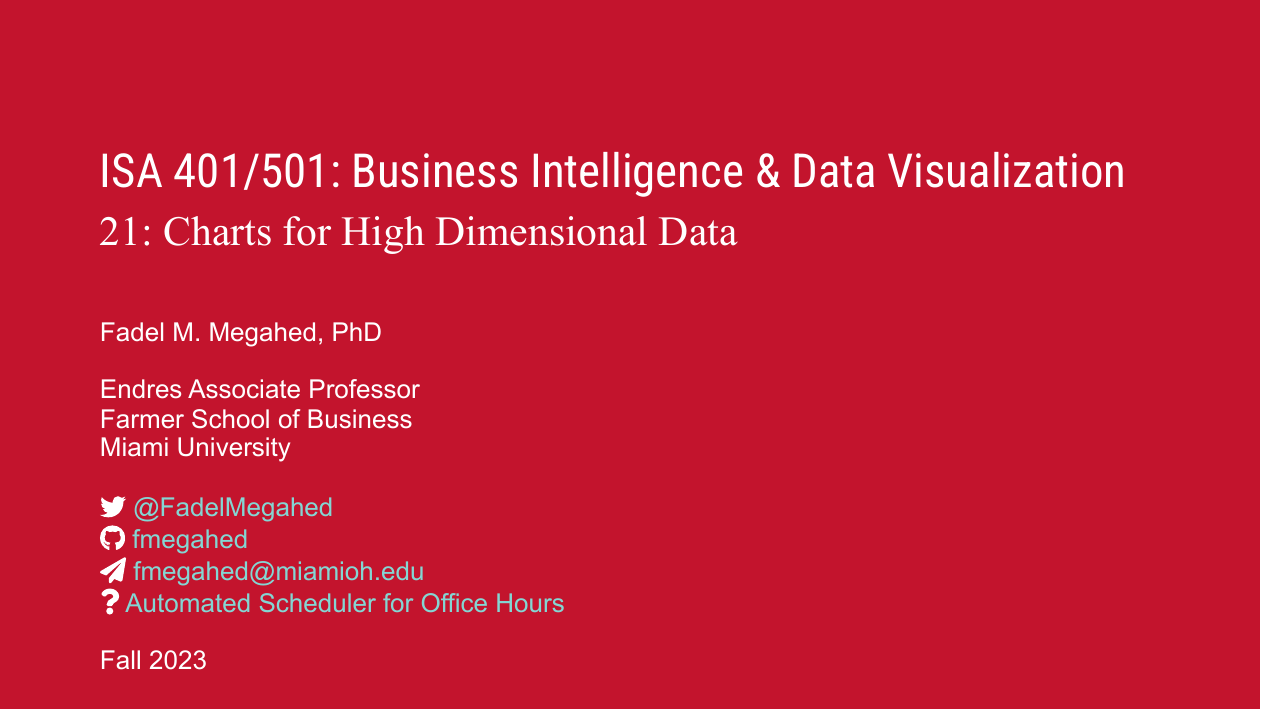 ISA 401/501: Business Intelligence & Data Visualization
21: Charts for High Dimensional Data
Fadel M. Megahed, PhD
Endres Associate Professor
Farmer School of Business
Miami University
@FadelMegahed
fmegahed
fmegahed@miamioh.edu
? Automated Scheduler for Office Hours
Fall 2023